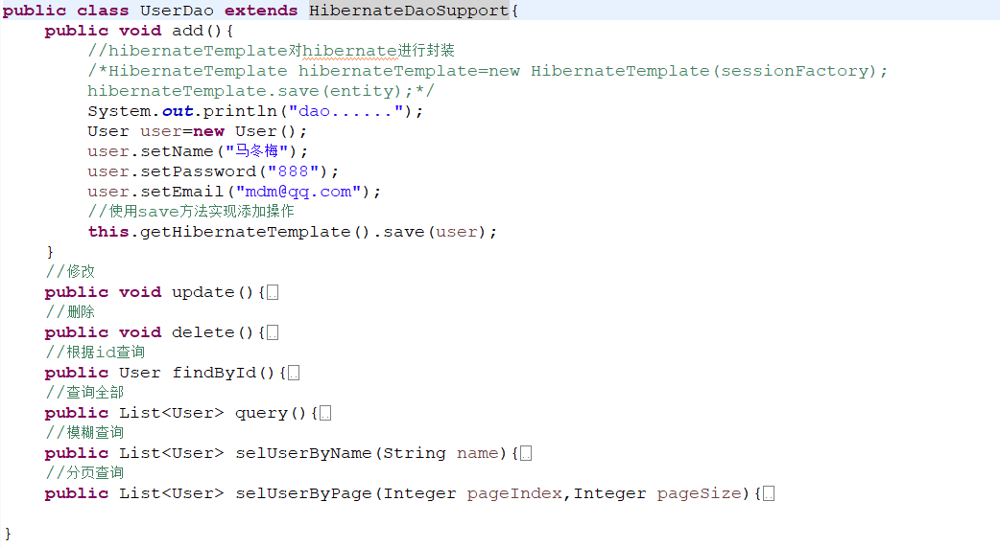 public class UserDao extends HibernateDaoSupport{
    public void add(){
        //hibernateTemplate对hibernate进行封装
        /*HibernateTemplate hibernateTemplate=new HibernateTemplate(sessionFactory);
        hibernateTemplate.save(entity);*/
        System.out.println("dao......");
        User user=new User();
        user.setName("马冬梅");
        user.setPassword("888");
        user.setEmail("mdm@qq.com");
        //使用save方法实现添加操作
        this.getHibernateTemplate().save(user);
    }
    //修改
    public void update(){..
    //删除
    public void delete(){..
    //根据id查询
    public User findById(){..
    //查询全部
    public List<User> query(){..
    //模糊查询
    public List<User> selUserByName(String name){..
    //分页查询
    public List<User> selUserByPage(Integer pageIndex,Integer pageSize){..
}